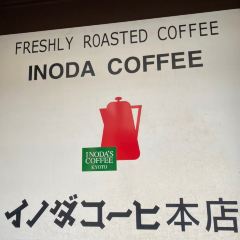 FRESHLY ROASTED COFFEE
INODA COFFEE
INODA'S
COFFEE
KYOTO
イノダコーヒ本店